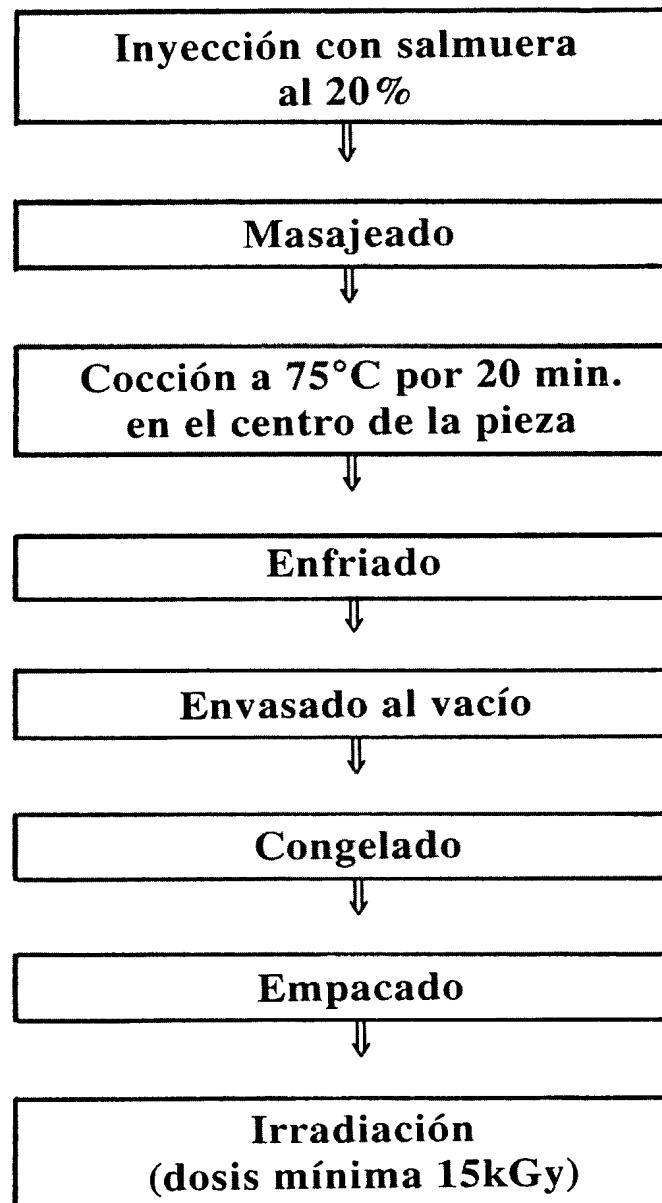 Inyección con salmuera
al 20%
Masajeado
Cocción a 75°C por 20 min.
en el centro de la pieza
Enfriado
Envasado al vacío
Congelado
Empacado
Irradiación
(dosis mínima 15kGy)